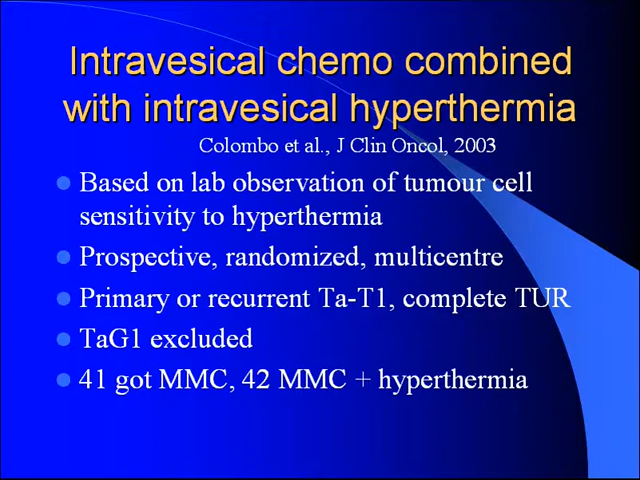 Intravesical chemo combined
with intravesical hyperthermia
Colombo et al., J Clin Oncol, 2003
Based on lab observation of tumour cell
sensitivity to hyperthermia
Prospective, randomized, multicentre
Primary or recurrent Ta-T1, complete TUR
TaG1 excluded
41 got MMC, 42 MMC + hyperthermia